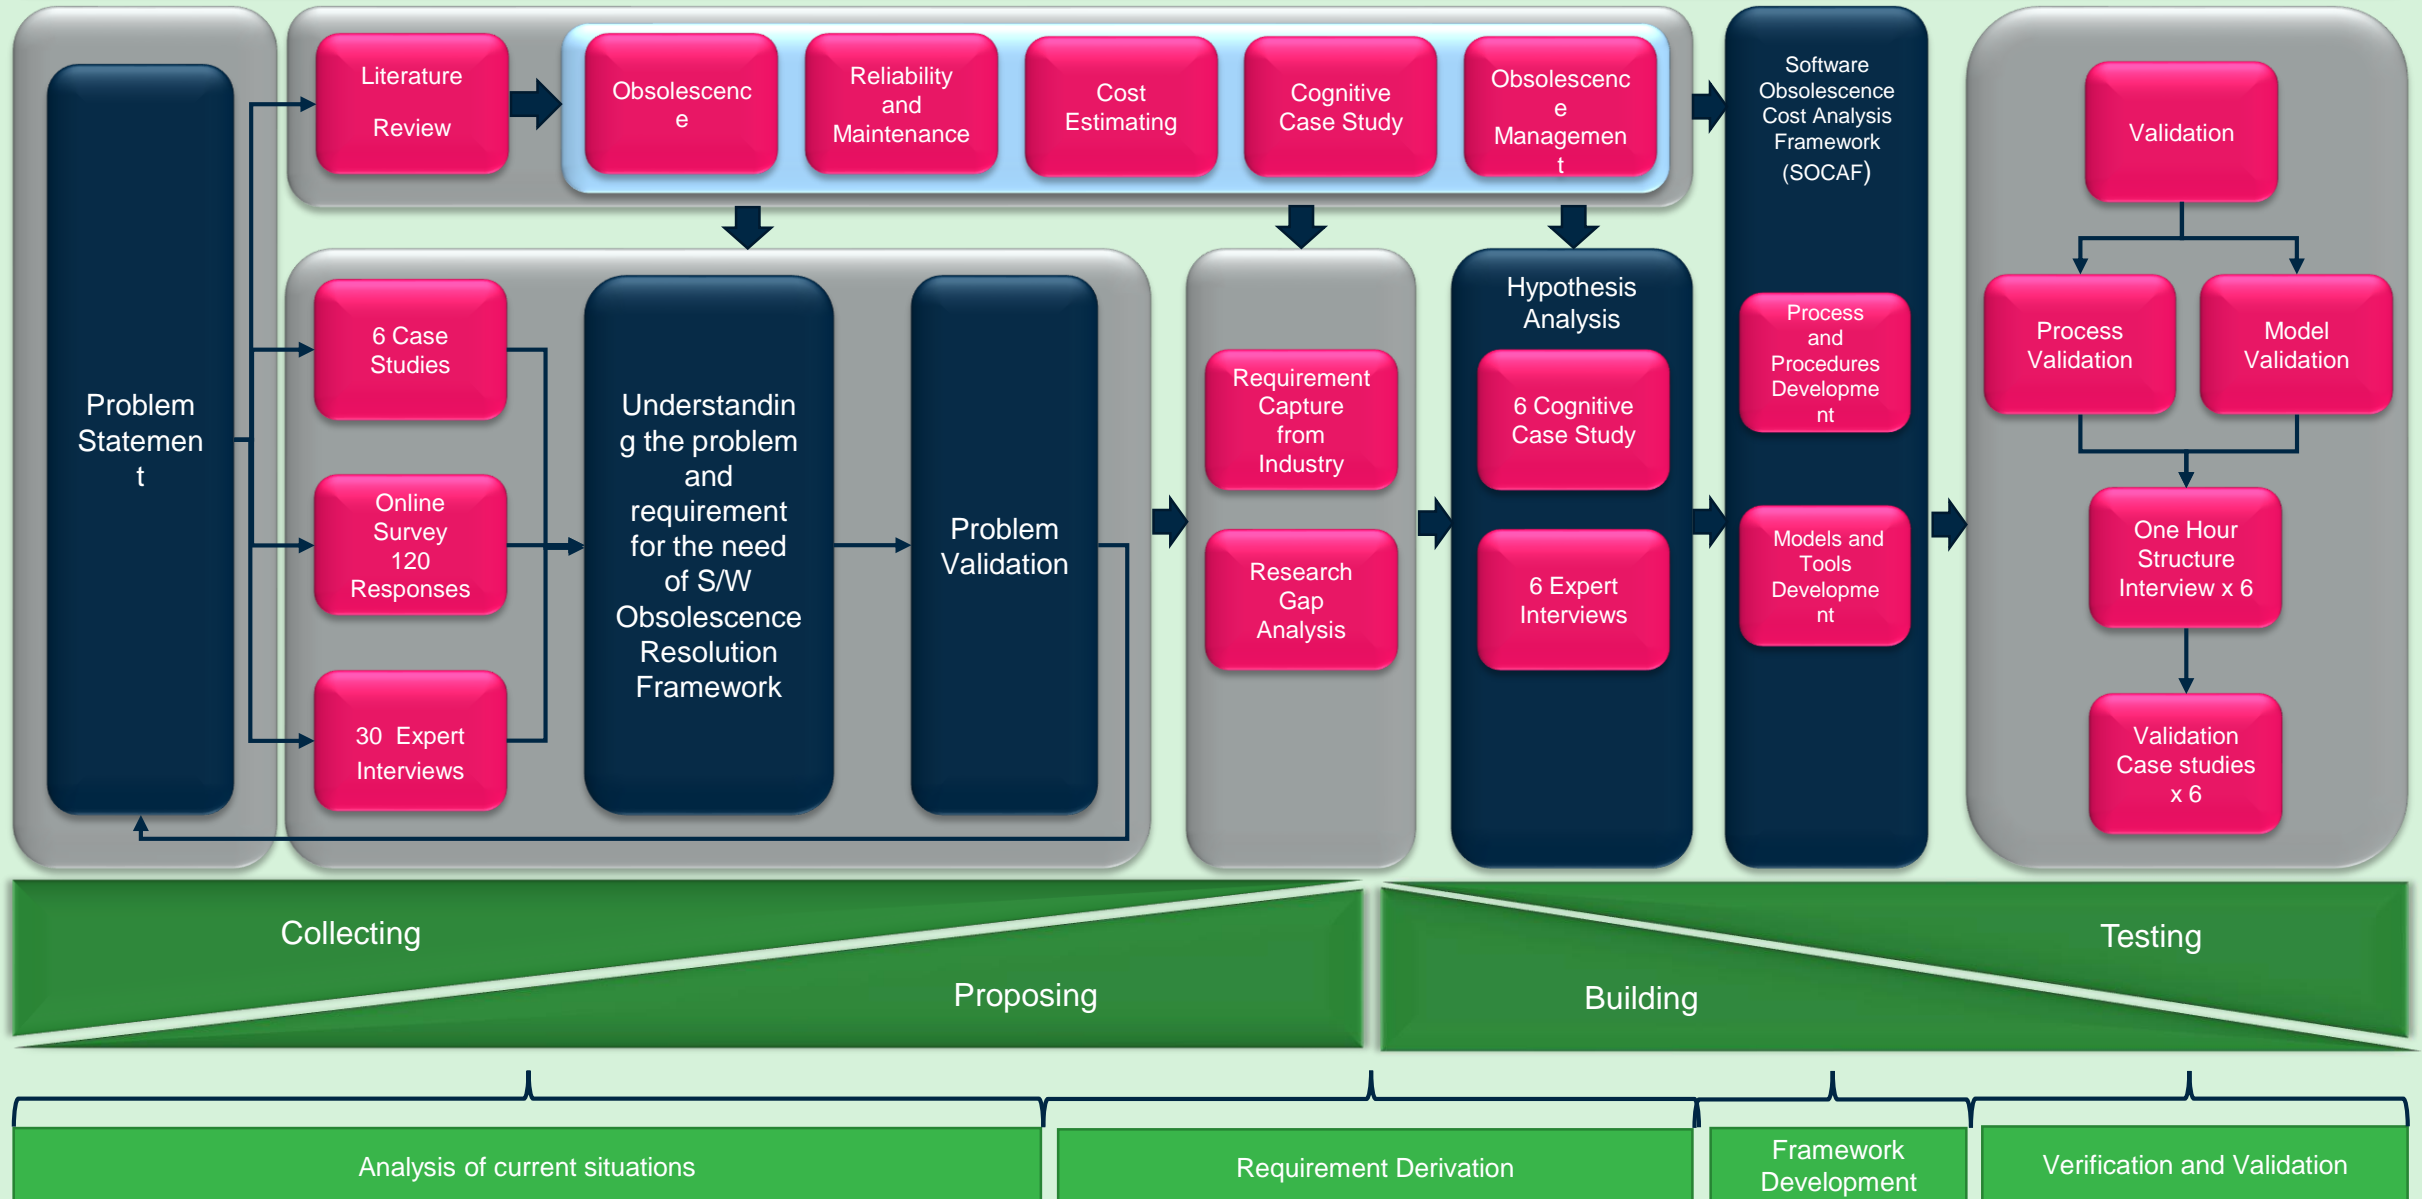 Problem
Statemen
t
Literature
Review
Obsolescenc
e
Reliability
and
Maintenance
Cost
Estimating
Cognitive
Case Study
Obsolescenc
e
Managemen
t
6 Case
Studies
Online
Survey
120
Responses
30 Expert
Interviews
Understandin
g the problem
and
requirement
for the need
of S/W
Obsolescence
Resolution
Framework
Problem
Validation
Requirement
Capture
from
Industry
Research
Gap
Analysis
Hypothesis
Analysis
6 Cognitive
Case Study
6 Expert
Interviews
Software
Obsolescence
Cost Analysis
Framework
(SOCAF)
Process
and
Procedures
Developme
nt
Models and
Tools
Developme
nt
Validation
Process
Validation
Model
Validation
One Hour
Structure
Interview x 6
Validation
Case studies
x 6
Collecting
Proposing
Building
Testing
Analysis of current situations
Requirement Derivation
Framework
Development
Verification and Validation